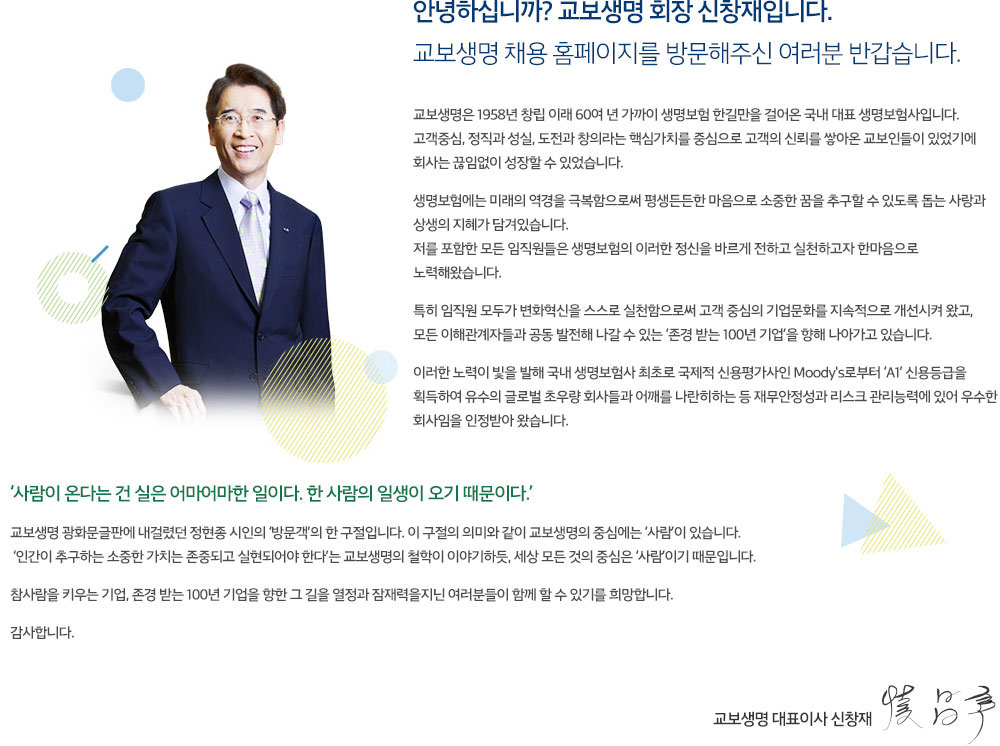 안녕하십니까? 교보생명 회장 신창재입니다.
교보생명 채용 홈페이지를 방문해주신 여러분 반갑습니다.
교보생명은 1958년 창립 이래 60여 년 가까이 생명보험 한길만을 걸어온 국내 대표 생명보험사입니다.
고객중심, 정직과 성실, 도전과 창의라는 핵심가치를 중심으로 고객의 신뢰를 쌓아온 교보인들이 있었기에
회사는 끊임없이 성장할 수 있었습니다.
생명보험에는 미래의 역경을 극복함으로써 평생든든한 마음으로 소중한 꿈을 추구할 수 있도록 돕는 사랑과
상생의 지혜가 담겨있습니다.
저를 포함한 모든 임직원들은 생명보험의 이러한 정신을 바르게 전하고 실천하고자 한마음으로
노력해왔습니다.
특히 임직원 모두가 변화혁신을 스스로 실천함으로써 고객 중심의 기업문화를 지속적으로 개선시켜 왔고,
모든 이해관계자들과 공동 발전해 나갈 수 있는 ‘존경 받는 100년 기업’을 향해 나아가고 있습니다.
이러한 노력이 빛을 발해 국내 생명보험사 최초로 국제적 신용평가사인 Moody's로부터 ‘A1’ 신용등급을
획득하여 유수의 글로벌 초우량 회사들과 어깨를 나란히하는 등 재무안정성과 리스크 관리능력에 있어 우수한
회사임을 인정받아 왔습니다.
‘사람이 온다는 건 실은 어마어마한 일이다. 한 사람의 일생이 오기 때문이다.’
교보생명 광화문글판에 내걸렸던 정현종 시인의 ‘방문객’의 한 구절입니다. 이 구절의 의미와 같이 교보생명의 중심에는 ‘사람’이 있습니다.
‘인간이 추구하는 소중한 가치는 존중되고 실현되어야 한다’는 교보생명의 철학이 이야기하듯, 세상 모든 것의 중심은 ‘사람’이기 때문입니다.
참사람을 키우는 기업, 존경 받는 100년 기업을 향한 그 길을 열정과 잠재력을지닌 여러분들이 함께 할 수 있기를 희망합니다.
감사합니다.
교보생명 대표이사 신창재